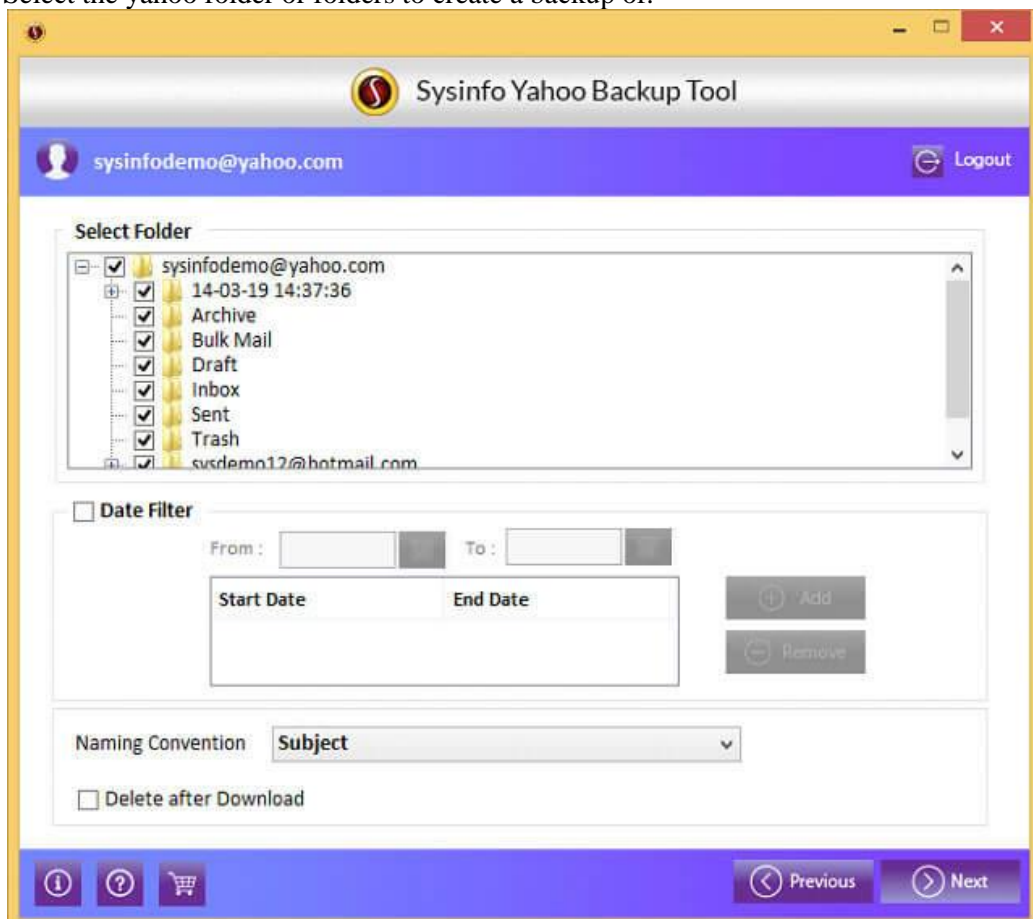 Select the yahoo folder or folders to create a backup of.
Sysinfo Yahoo Backup Tool
sysinfodemo@yahoo.com
Logout
Select Folder
sysinfodemo@yahoo.com
14-03-19 14:37:36
Archive
Bulk Mail
Draft
Inbox
Sent
Trash
sysdemo12@hotmail.com
Date Filter
From :
To :
Start Date End Date
Add
Remove
Naming Convention Subject
Delete after Download
Previous Next